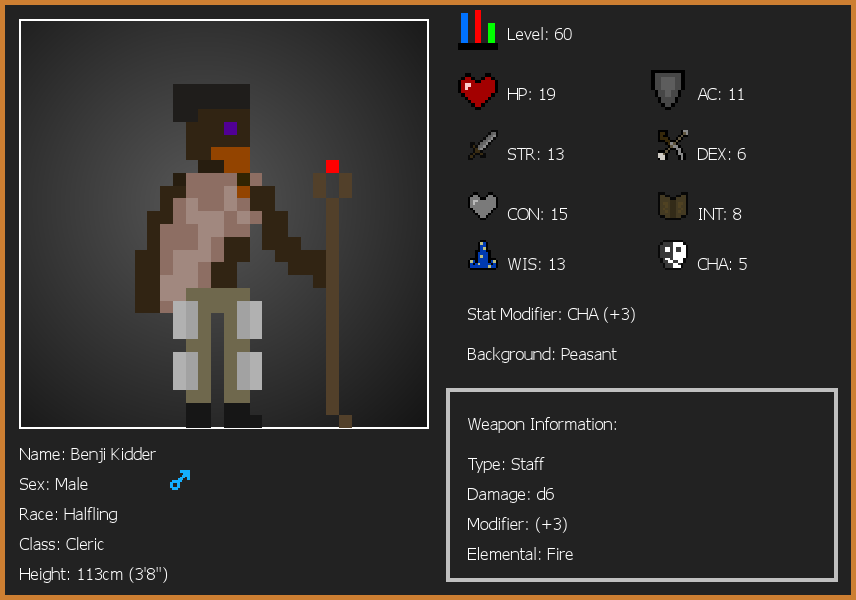 Level: 60
HP: 19
AC: 11
STR: 13
DEX: 6
CON: 15
INT: 8
WIS: 13
CHA: 5
Stat Modifier: CHA (+3)
Background: Peasant
Weapon Information:
Type: Staff
Damage: d6
Modifier: (+3)
Elemental: Fire
Name: Benji Kidder
Sex: Male
Race: Halfling
Class: Cleric
Height: 113cm (3'8")